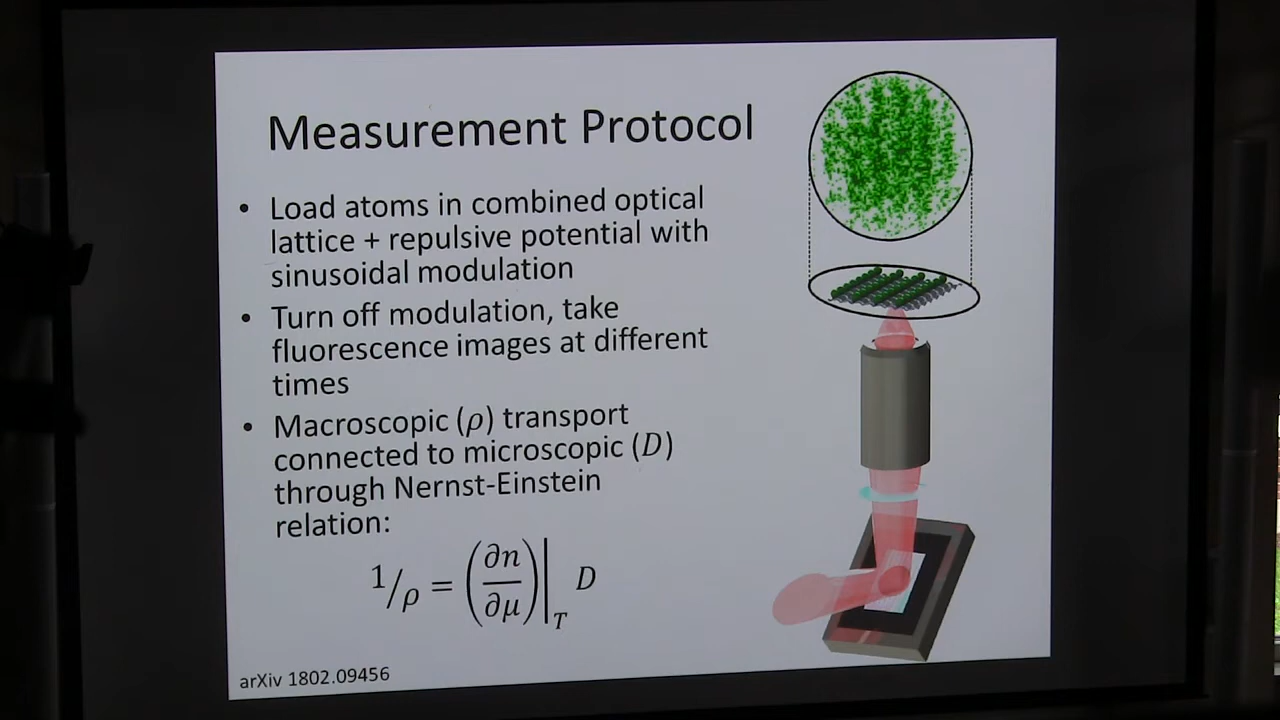 Measurement Protocol
• Load atoms in combined optical
lattice + repulsive potential with
sinusoidal modulation
• Turn off modulation, take
fluorescence images at different
times
• Macroscopic (ρ) transport
connected to microscopic (D)
through Nernst-Einstein
relation:
1/ρ = (∂n/∂μ)|_T D
arXiv 1802.09456